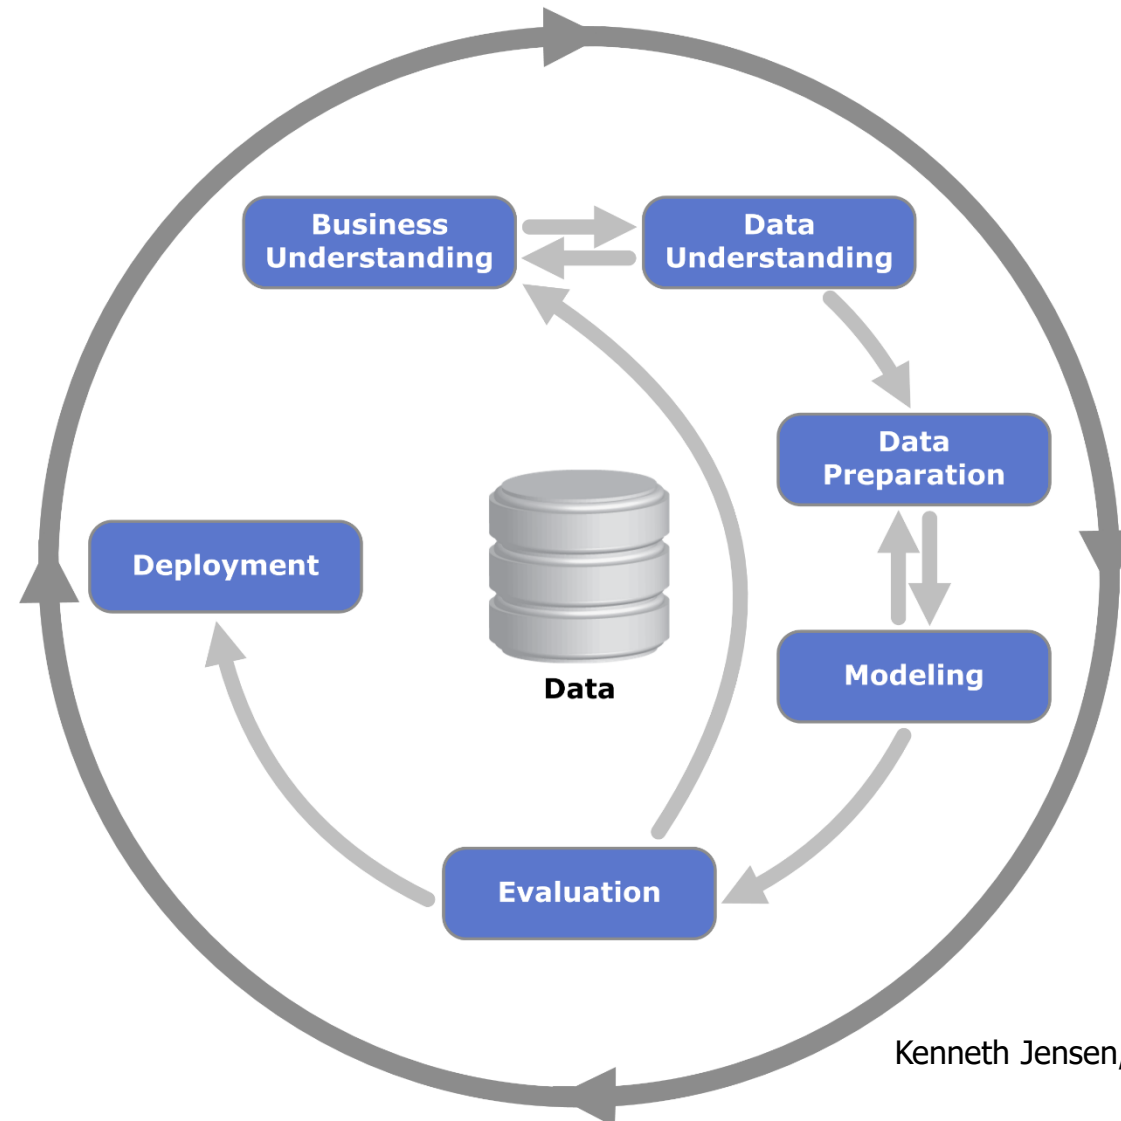 Business
Understanding
Data
Understanding
Data
Preparation
Deployment
Modeling
Data
Evaluation
Kenneth Jensen,